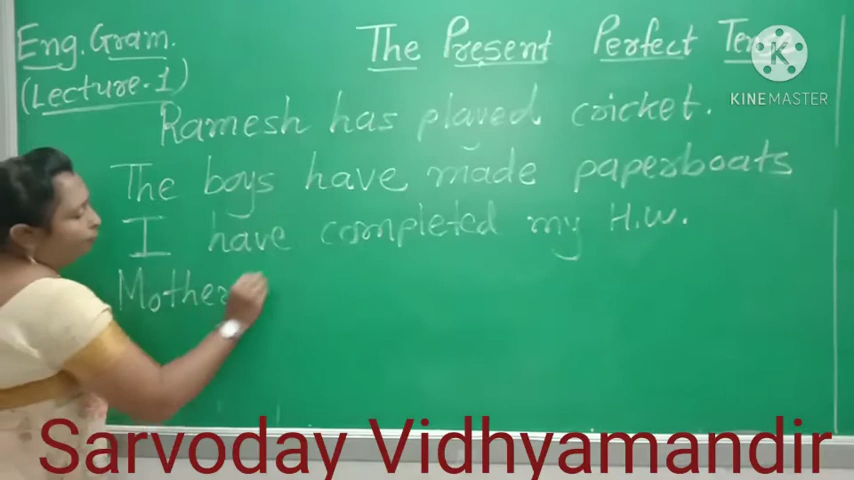 Eng. Gram. The Present Perfect Tense
(Lecture-1)
KINEMASTER
Ramesh has played cricket.
The boys have made paperboats
I have completed my H.W.
Mother
Sarvoday Vidhyamandir